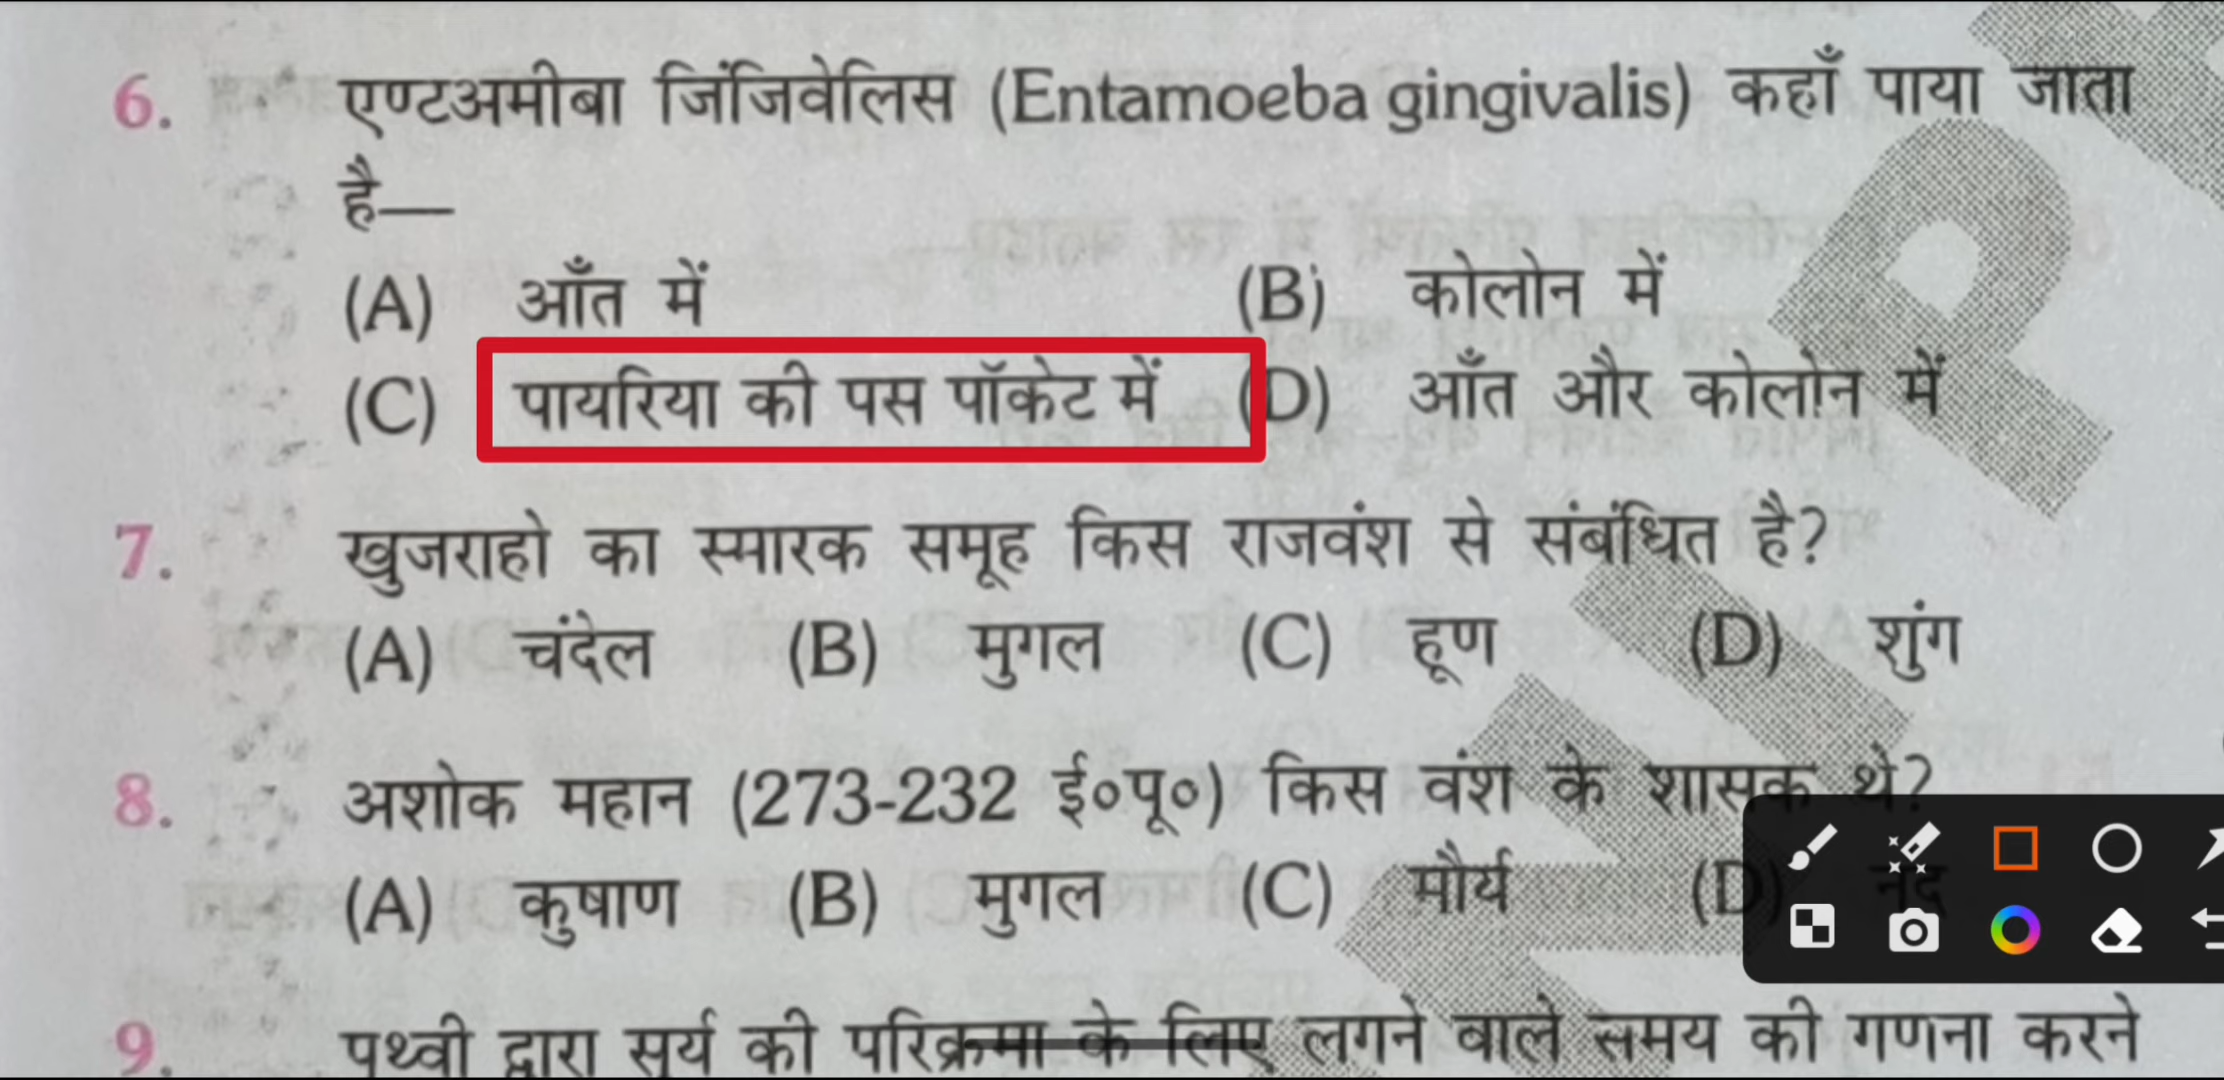 6. एण्टअमीबा जिंजिवेलिस (Entamoeba gingivalis) कहाँ पाया जाता
है—
(A) आँत में (B) कोलोन में
(C) पायरिया की पस पॉकेट में (D) आँत और कोलोन में
7. खुजराहो का स्मारक समूह किस राजवंश से संबंधित है?
(A) चंदेल (B) मुगल (C) हूण (D) शुंग
8. अशोक महान (273-232 ई०पू०) किस वंश के शासक थे?
(A) कुषाण (B) मुगल (C) मौर्य (D) नंद
9. पृथ्वी द्वारा सूर्य की परिक्रमा के लिए लगने वाले समय की गणना करने